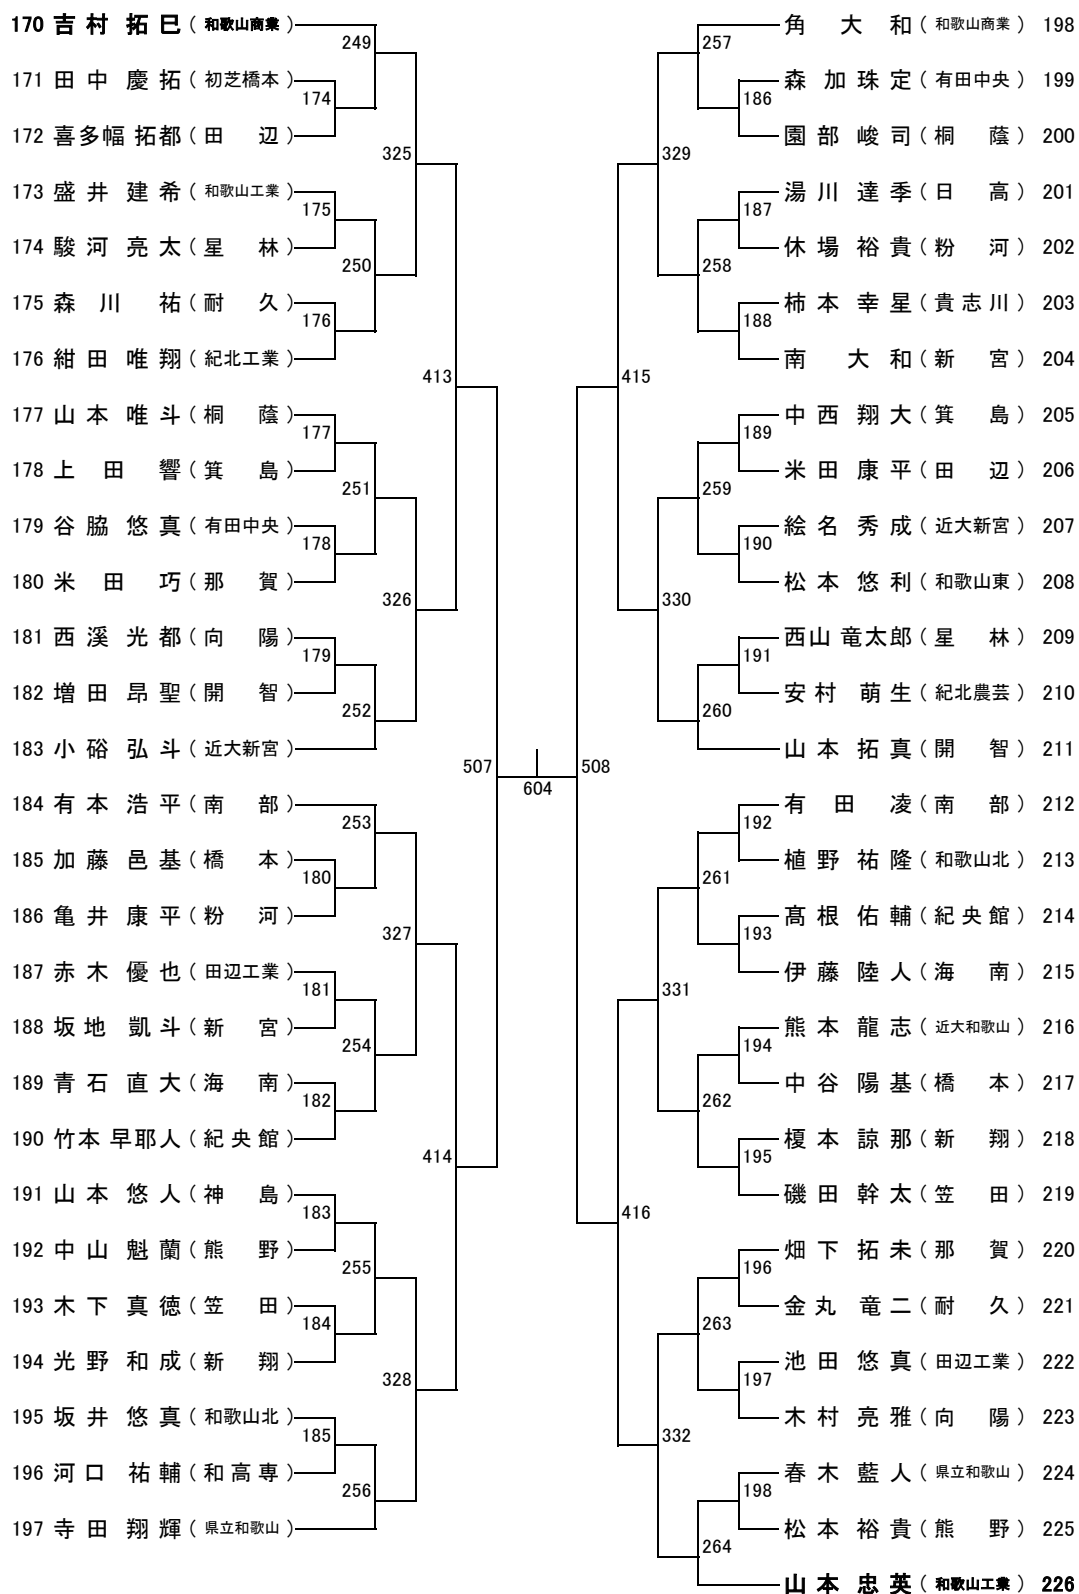 170 吉村 拓巳（和歌山商業）
171 田中 慶拓（初芝橋本）
172 喜多幅 拓都（田辺）
173 盛井 建希（和歌山工業）
174 駿河 亮太（星林）
175 森川 祐（耐久）
176 紺田 唯翔（紀北工業）
177 山本 唯斗（桐蔭）
178 上田 響（箕島）
179 谷脇 悠真（有田中央）
180 米田 巧（那賀）
181 西溪 光都（向陽）
182 増田 昂聖（開智）
183 小硲 弘斗（近大新宮）
184 有本 浩平（南部）
185 加藤 邑基（橋本）
186 亀井 康平（粉河）
187 赤木 優也（田辺工業）
188 坂地 凱斗（新宮）
189 青石 直大（海南）
190 竹本 早耶人（紀央館）
191 山本 悠人（神島）
192 中山 魁蘭（熊野）
193 木下 真徳（笠田）
194 光野 和成（新翔）
195 坂井 悠真（和歌山北）
196 河口 祐輔（和高専）
197 寺田 翔輝（県立和歌山）
249
174
325
175
250
176
413
177
251
178
326
179
252
507
253
180
327
181
254
182
414
183
255
184
328
185
256
604
508
257
186
329
187
258
188
415
189
259
190
330
191
260
192
261
193
331
194
262
195
416
196
263
197
332
198
264
角 大和（和歌山商業）198
森 加珠定（有田中央）199
園部 峻司（桐蔭）200
湯川 達季（日高）201
休場 裕貴（粉河）202
柿本 幸星（貴志川）203
南 大和（新宮）204
中西 翔大（箕島）205
米田 康平（田辺）206
絵名 秀成（近大新宮）207
松本 悠利（和歌山東）208
西山 竜太郎（星林）209
安村 萌生（紀北農芸）210
山本 拓真（開智）211
有田 凌（南部）212
植野 祐隆（和歌山北）213
髙根 佑輔（紀央館）214
伊藤 陸人（海南）215
熊本 龍志（近大和歌山）216
中谷 陽基（橋本）217
榎本 諒那（新翔）218
磯田 幹太（笠田）219
畑下 拓未（那賀）220
金丸 竜二（耐久）221
池田 悠真（田辺工業）222
木村 亮雅（向陽）223
春木 藍人（県立和歌山）224
松本 裕貴（熊野）225
山本 忠英（和歌山工業）226